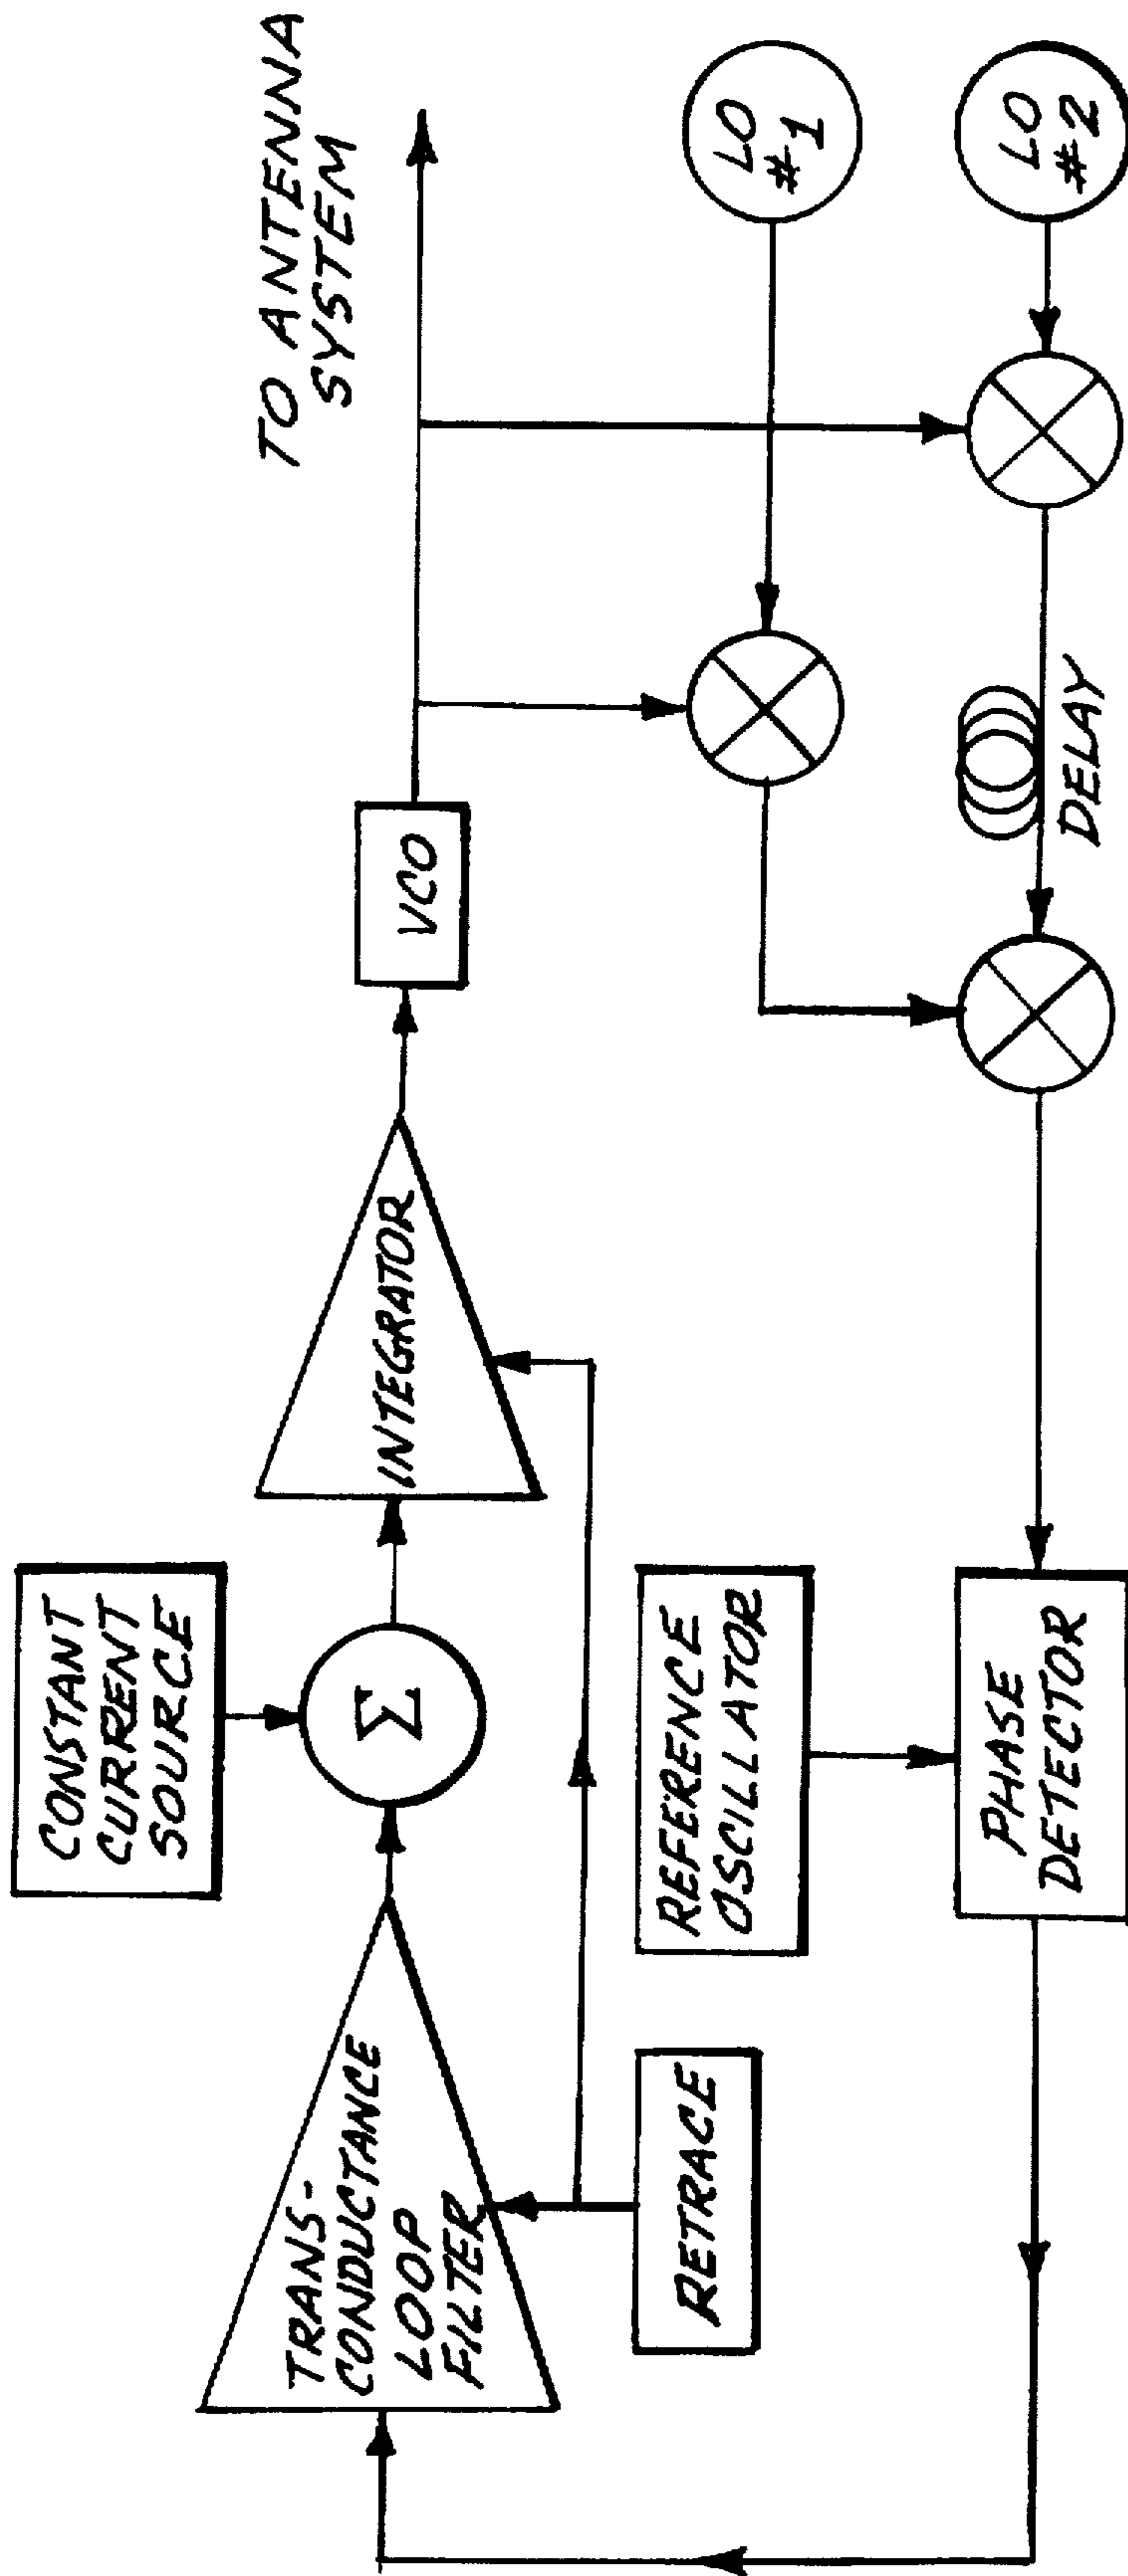 TO ANTENNA
SYSTEM
CONSTANT
CURRENT
SOURCE
TRANS-
CONDUCTANCE
LOOP
FILTER
Σ
INTEGRATOR
VCO
LO
#1
RETRACE
REFERENCE
OSCILLATOR
PHASE
DETECTOR
DELAY
LO
#2